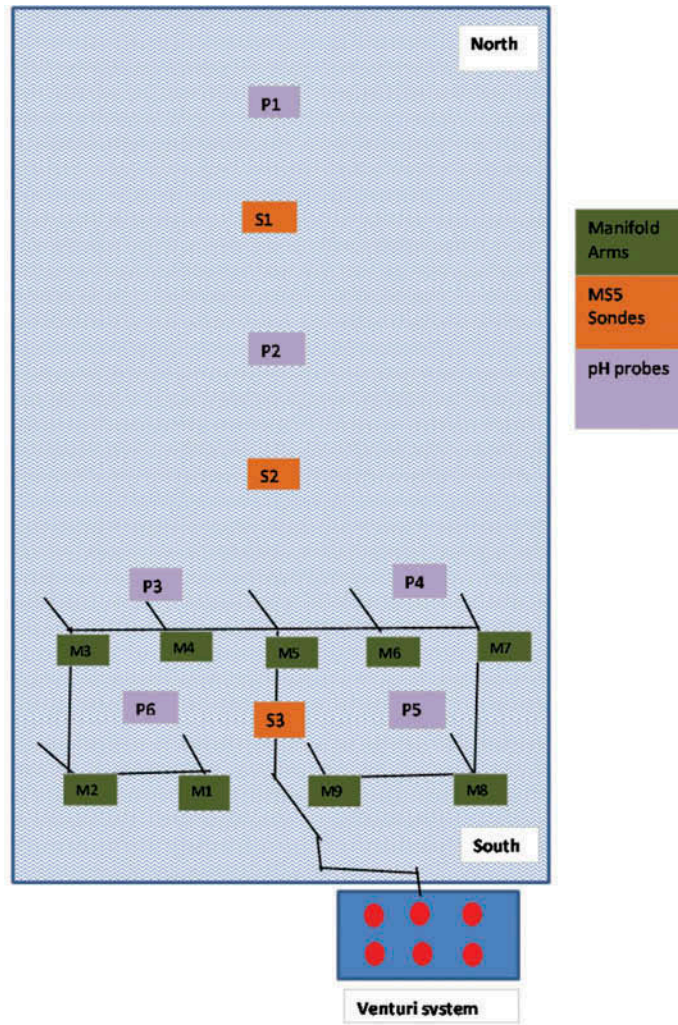 North
P1
S1
P2
S2
P3
P4
M3
M4
M5
M6
M7
P6
S3
P5
M2
M1
M9
M8
South
Venturi system
Manifold
Arms
MS5
Sondes
pH probes